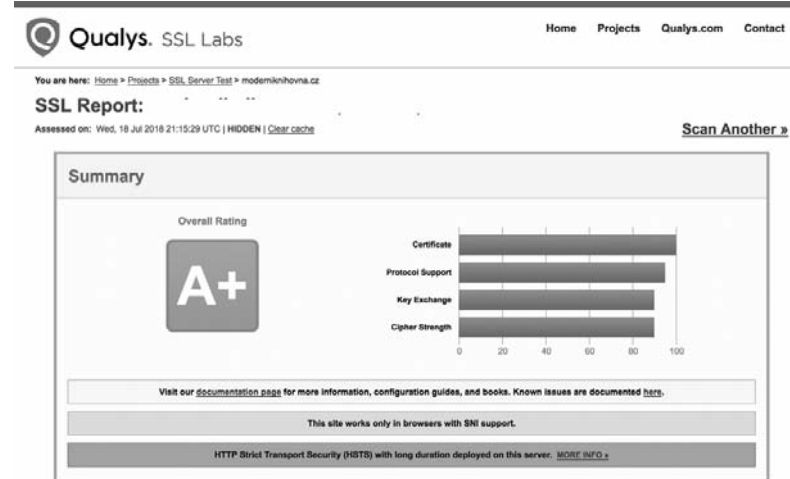 Qualys. SSL Labs
Home Projects Qualys.com Contact
You are here: Home > Projects > SSL Server Test > moderniknihovna.cz
SSL Report:
Assessed on: Wed, 18 Jul 2018 21:15:29 UTC | HIDDEN | Clear cache
Scan Another »
Summary
Overall Rating
A+
Certificate
Protocol Support
Key Exchange
Cipher Strength
0 20 40 60 80 100
Visit our documentation page for more information, configuration guides, and books. Known issues are documented here.
This site works only in browsers with SNI support.
HTTP Strict Transport Security (HSTS) with long duration deployed on this server. MORE INFO »